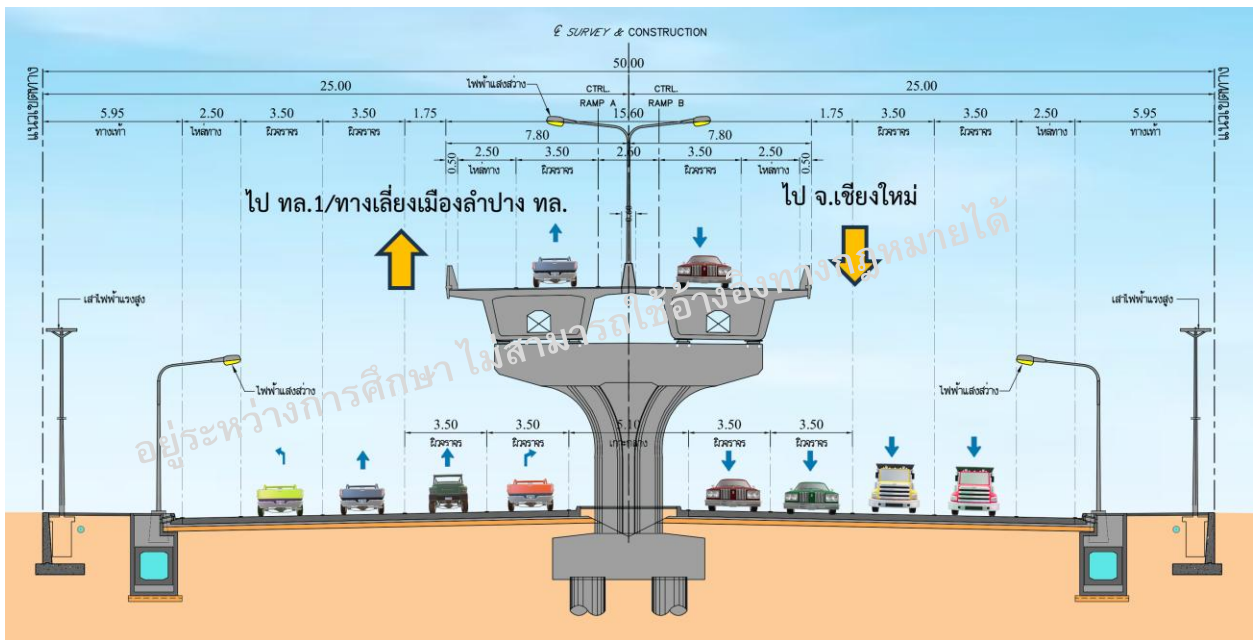 ℄ SURVEY & CONSTRUCTION
50.00
25.00
25.00
แนวเขตทาง
แนวเขตทาง
ไฟฟ้าแสงสว่าง
CTRL.
RAMP A
CTRL.
RAMP B
5.95
2.50
3.50
3.50
1.75
15.60
1.75
3.50
3.50
2.50
5.95
ทางเท้า
ไหล่ทาง
ผิวจราจร
ผิวจราจร
ผิวจราจร
ผิวจราจร
ไหล่ทาง
ทางเท้า
7.80
7.80
0.50
2.50
3.50
2.60
3.50
2.50
0.50
ไหล่ทาง
ผิวจราจร
ผิวจราจร
ไหล่ทาง
ไป ทล.1/ทางเลี่ยงเมืองลำปาง ทล.
ไป จ.เชียงใหม่
เสาไฟฟ้าแรงสูง
เสาไฟฟ้าแรงสูง
ไฟฟ้าแสงสว่าง
ไฟฟ้าแสงสว่าง
อยู่ระหว่างการศึกษา ไม่สามารถใช้อ้างอิงทางกฎหมายได้
3.50
3.50
5.10
3.50
3.50
ผิวจราจร
ผิวจราจร
เกาะกลาง
ผิวจราจร
ผิวจราจร